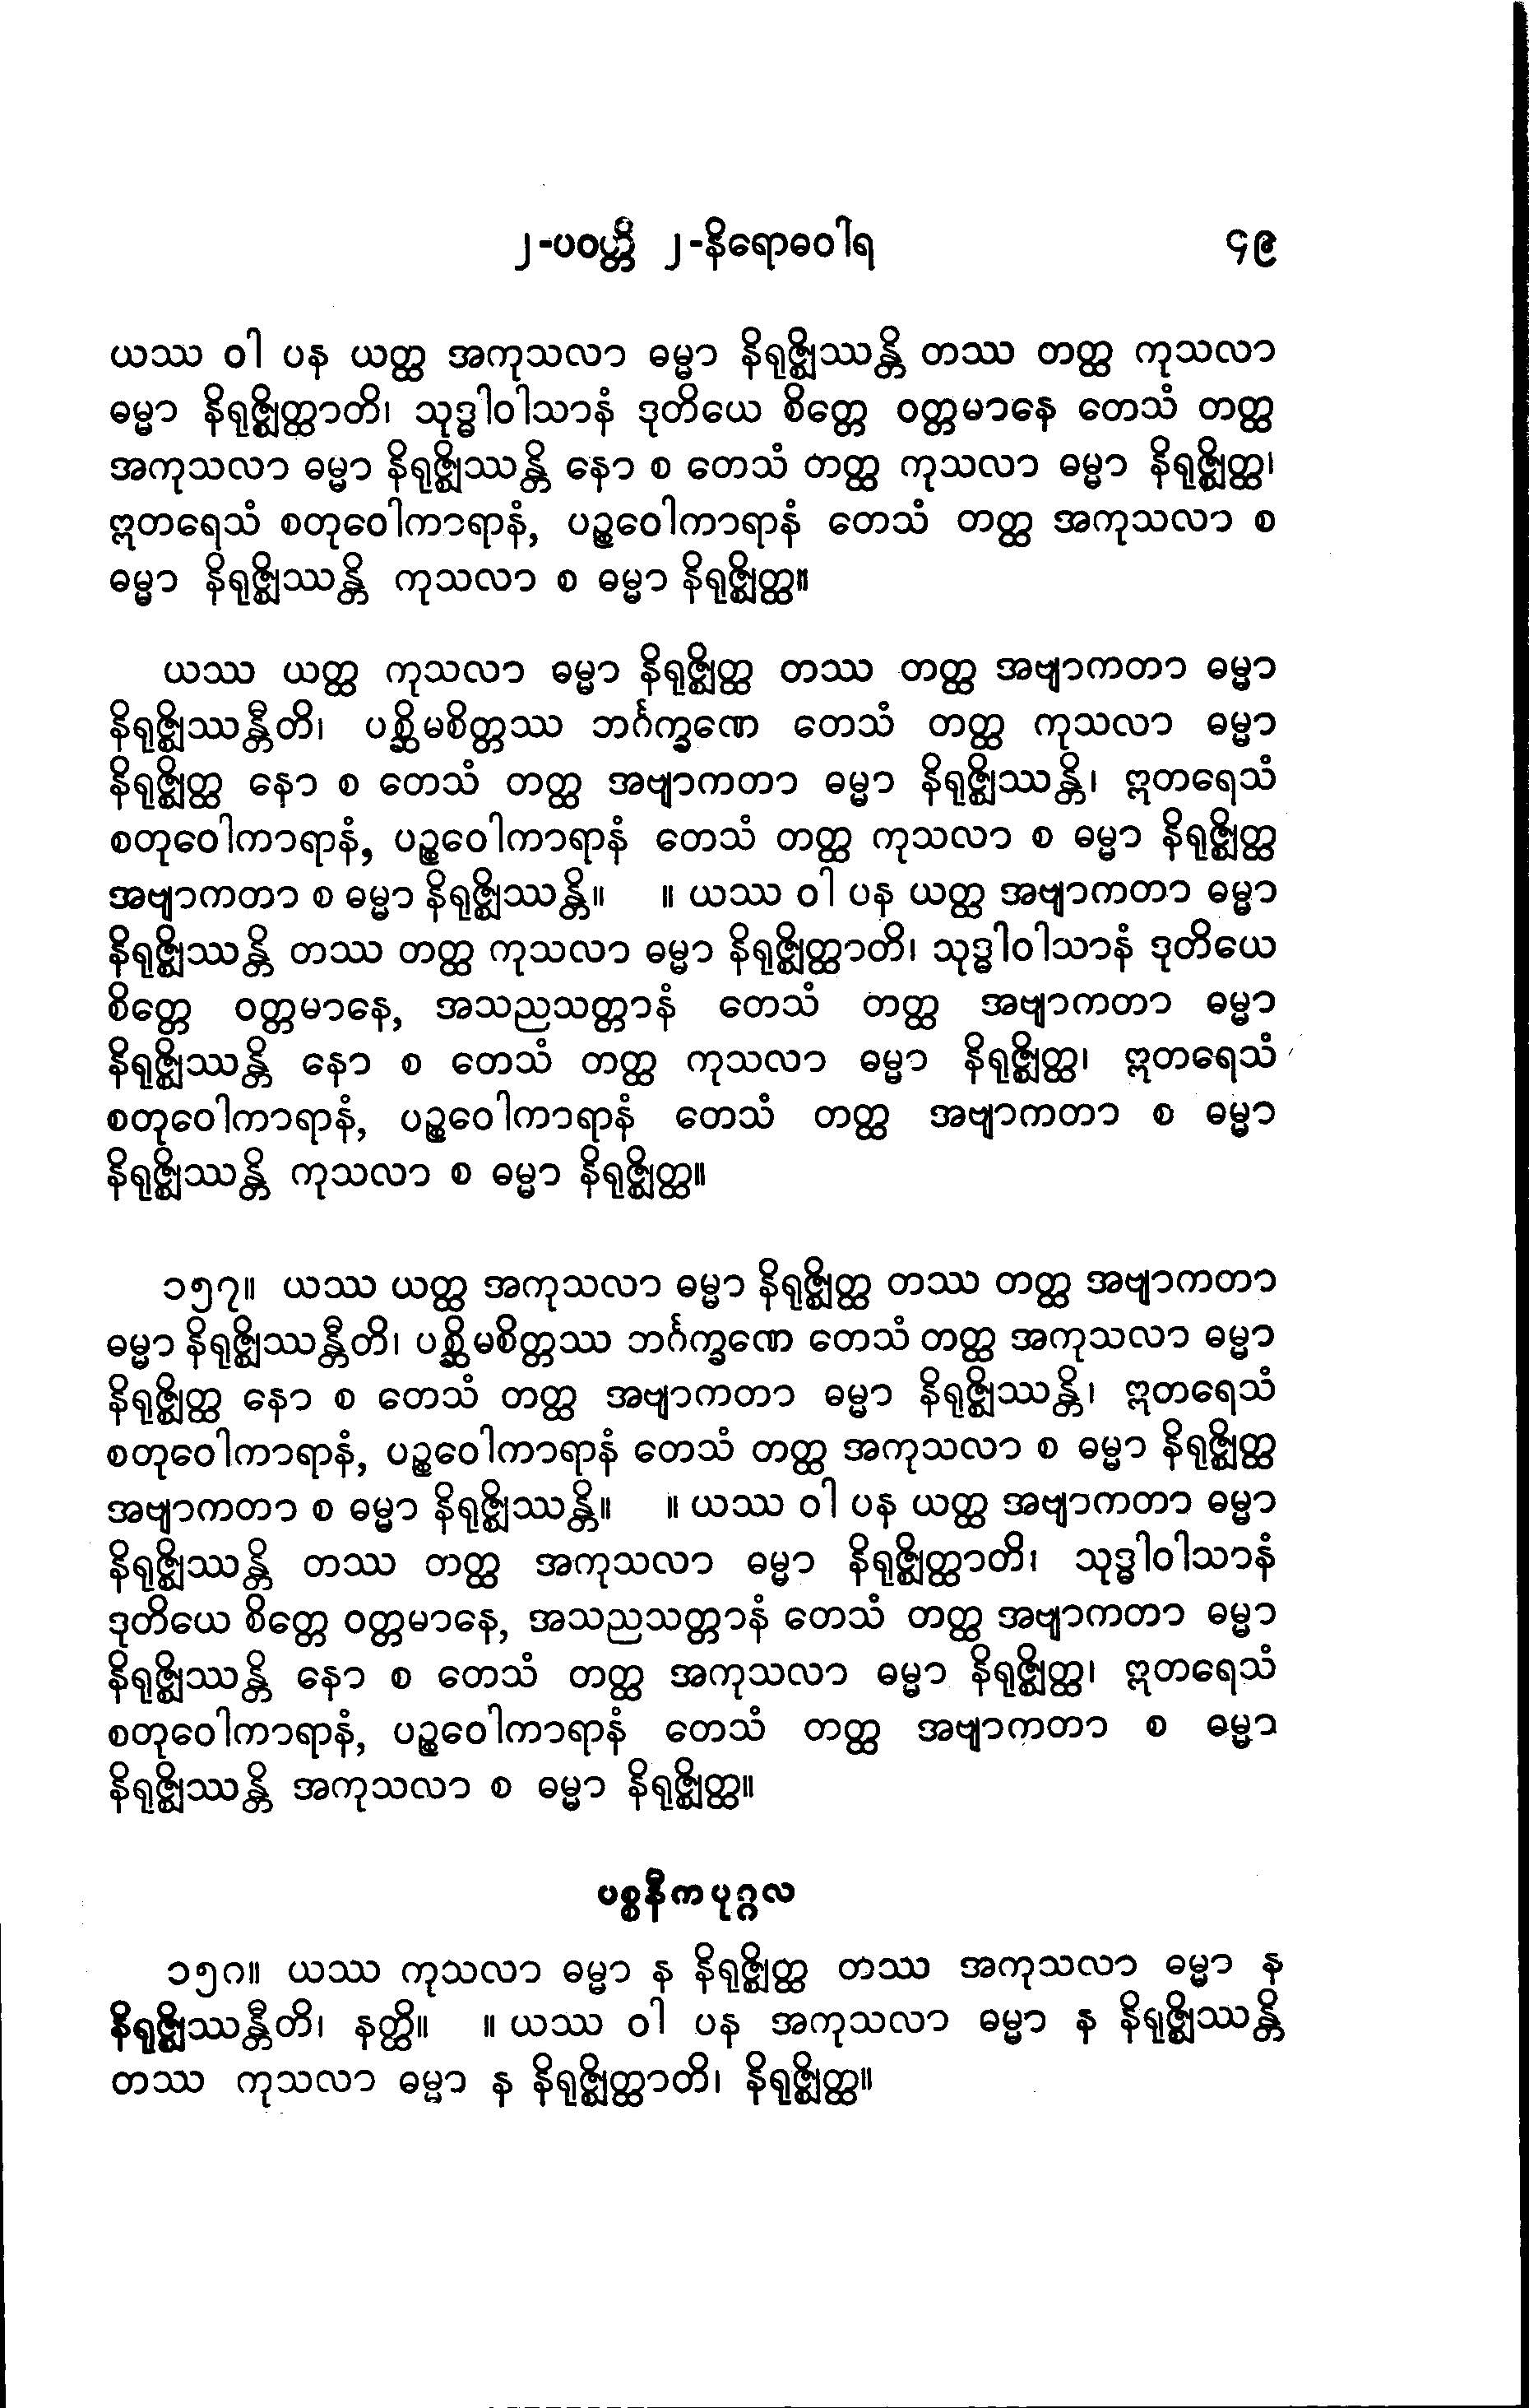 ၂-ပဝတ္တိ ၂-နိရောဓဝါရ ၄၉
ယဿ ဝါ ပန ယတ္ထ အကုသလာ ဓမ္မာ နိရုဇ္ဈိဿန္တိ တဿ တတ္ထ ကုသလာ
ဓမ္မာ နိရုဇ္ဈိတ္ထာတိ၊ သုဒ္ဓါဝါသာနံ ဒုတိယေ စိတ္တေ ဝတ္တမာနေ တေသံ တတ္ထ
အကုသလာ ဓမ္မာ နိရုဇ္ဈိဿန္တိ နော စ တေသံ တတ္ထ ကုသလာ ဓမ္မာ နိရုဇ္ဈိတ္ထ၊
ဣတရေသံ စတုဝေါကာရာနံ, ပဉ္စဝေါကာရာနံ တေသံ တတ္ထ အကုသလာ စ
ဓမ္မာ နိရုဇ္ဈိဿန္တိ ကုသလာ စ ဓမ္မာ နိရုဇ္ဈိတ္ထ။
ယဿ ယတ္ထ ကုသလာ ဓမ္မာ နိရုဇ္ဈိတ္ထ တဿ တတ္ထ အဗျာကတာ ဓမ္မာ
နိရုဇ္ဈိဿန္တီတိ၊ ပစ္ဆိမစိတ္တဿ ဘင်္ဂက္ခဏေ တေသံ တတ္ထ ကုသလာ ဓမ္မာ
နိရုဇ္ဈိတ္ထ နော စ တေသံ တတ္ထ အဗျာကတာ ဓမ္မာ နိရုဇ္ဈိဿန္တိ၊ ဣတရေသံ
စတုဝေါကာရာနံ, ပဉ္စဝေါကာရာနံ တေသံ တတ္ထ ကုသလာ စ ဓမ္မာ နိရုဇ္ဈိတ္ထ
အဗျာကတာ စ ဓမ္မာ နိရုဇ္ဈိဿန္တိ။ ။ ယဿ ဝါ ပန ယတ္ထ အဗျာကတာ ဓမ္မာ
နိရုဇ္ဈိဿန္တိ တဿ တတ္ထ ကုသလာ ဓမ္မာ နိရုဇ္ဈိတ္ထာတိ၊ သုဒ္ဓါဝါသာနံ ဒုတိယေ
စိတ္တေ ဝတ္တမာနေ, အသညသတ္တာနံ တေသံ တတ္ထ အဗျာကတာ ဓမ္မာ
နိရုဇ္ဈိဿန္တိ နော စ တေသံ တတ္ထ ကုသလာ ဓမ္မာ နိရုဇ္ဈိတ္ထ၊ ဣတရေသံ
စတုဝေါကာရာနံ, ပဉ္စဝေါကာရာနံ တေသံ တတ္ထ အဗျာကတာ စ ဓမ္မာ
နိရုဇ္ဈိဿန္တိ ကုသလာ စ ဓမ္မာ နိရုဇ္ဈိတ္ထ။
၁၅၇။ ယဿ ယတ္ထ အကုသလာ ဓမ္မာ နိရုဇ္ဈိတ္ထ တဿ တတ္ထ အဗျာကတာ
ဓမ္မာ နိရုဇ္ဈိဿန္တီတိ၊ ပစ္ဆိမစိတ္တဿ ဘင်္ဂက္ခဏေ တေသံ တတ္ထ အကုသလာ ဓမ္မာ
နိရုဇ္ဈိတ္ထ နော စ တေသံ တတ္ထ အဗျာကတာ ဓမ္မာ နိရုဇ္ဈိဿန္တိ၊ ဣတရေသံ
စတုဝေါကာရာနံ, ပဉ္စဝေါကာရာနံ တေသံ တတ္ထ အကုသလာ စ ဓမ္မာ နိရုဇ္ဈိတ္ထ
အဗျာကတာ စ ဓမ္မာ နိရုဇ္ဈိဿန္တိ။ ။ ယဿ ဝါ ပန ယတ္ထ အဗျာကတာ ဓမ္မာ
နိရုဇ္ဈိဿန္တိ တဿ တတ္ထ အကုသလာ ဓမ္မာ နိရုဇ္ဈိတ္ထာတိ၊ သုဒ္ဓါဝါသာနံ
ဒုတိယေ စိတ္တေ ဝတ္တမာနေ, အသညသတ္တာနံ တေသံ တတ္ထ အဗျာကတာ ဓမ္မာ
နိရုဇ္ဈိဿန္တိ နော စ တေသံ တတ္ထ အကုသလာ ဓမ္မာ နိရုဇ္ဈိတ္ထ၊ ဣတရေသံ
စတုဝေါကာရာနံ, ပဉ္စဝေါကာရာနံ တေသံ တတ္ထ အဗျာကတာ စ ဓမ္မာ
နိရုဇ္ဈိဿန္တိ အကုသလာ စ ဓမ္မာ နိရုဇ္ဈိတ္ထ။
ပစ္စနီက ပုဂ္ဂလ
၁၅၈။ ယဿ ကုသလာ ဓမ္မာ န နိရုဇ္ဈိတ္ထ တဿ အကုသလာ ဓမ္မာ န
နိရုဇ္ဈိဿန္တီတိ၊ နတ္ထိ။ ။ ယဿ ဝါ ပန အကုသလာ ဓမ္မာ န နိရုဇ္ဈိဿန္တိ
တဿ ကုသလာ ဓမ္မာ န နိရုဇ္ဈိတ္ထာတိ၊ နိရုဇ္ဈိတ္ထ။